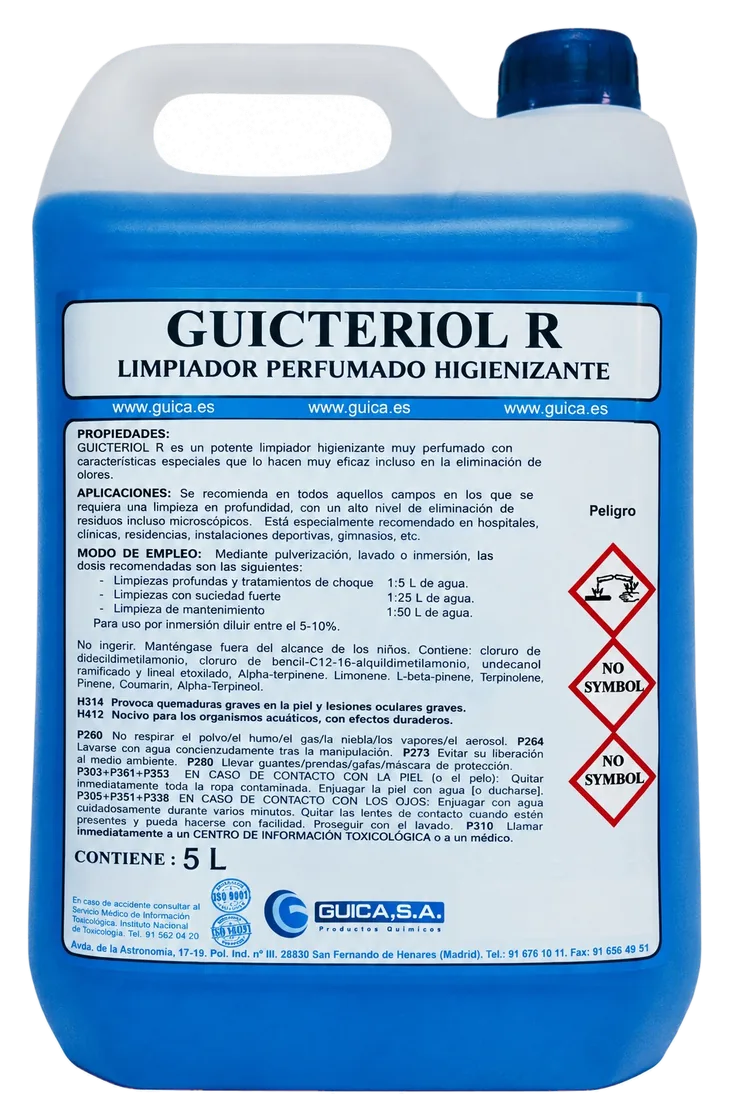 GUICTERIOL R
LIMPIADOR PERFUMADO HIGIENIZANTE
www.guica.es www.guica.es www.guica.es
PROPIEDADES:
GUICTERIOL R es un potente limpiador higienizante muy perfumado con
características especiales que lo hacen muy eficaz incluso en la eliminación de
olores.
APLICACIONES: Se recomienda en todos aquellos campos en los que se
requiera una limpieza en profundidad, con un alto nivel de eliminación de
residuos incluso microscópicos. Está especialmente recomendado en hospitales,
clínicas, residencias, instalaciones deportivas, gimnasios, etc.
MODO DE EMPLEO: Mediante pulverización, lavado o inmersión, las
dosis recomendadas son las siguientes:
- Limpiezas profundas y tratamientos de choque 1:5 L de agua.
- Limpiezas con suciedad fuerte 1:25 L de agua.
- Limpieza de mantenimiento 1:50 L de agua.
Para uso por inmersión diluir entre el 5-10%.
No ingerir. Manténgase fuera del alcance de los niños. Contiene: cloruro de
didecildimetilamonio, cloruro de bencil-C12-16-alquildimetilamonio, undecanol
ramificado y lineal etoxilado, Alpha-terpinene. Limonene. L-beta-pinene, Terpinolene,
Pinene, Coumarin, Alpha-Terpineol.
H314 Provoca quemaduras graves en la piel y lesiones oculares graves.
H412 Nocivo para los organismos acuáticos, con efectos duraderos.
P260 No respirar el polvo/el humo/el gas/la niebla/los vapores/el aerosol. P264
Lavarse con agua concienzudamente tras la manipulación. P273 Evitar su liberación
al medio ambiente. P280 Llevar guantes/prendas/gafas/máscara de protección.
P303+P361+P353 EN CASO DE CONTACTO CON LA PIEL (o el pelo): Quitar
inmediatamente toda la ropa contaminada. Enjuagar la piel con agua [o ducharse].
P305+P351+P338 EN CASO DE CONTACTO CON LOS OJOS: Enjuagar con agua
cuidadosamente durante varios minutos. Quitar las lentes de contacto cuando estén
presentes y pueda hacerse con facilidad. Proseguir con el lavado. P310 Llamar
inmediatamente a un CENTRO DE INFORMACIÓN TOXICOLÓGICA o a un médico.
Peligro
NO
SYMBOL
NO
SYMBOL
CONTIENE : 5 L
En caso de accidente consultar al
Servicio Médico de Información
Toxicológica. Instituto Nacional
de Toxicología. Tel. 91 562 04 20
ISO 9001
ISO 14001
GUICA,S.A.
Productos Químicos
Avda. de la Astronomía, 17-19. Pol. Ind. nº III. 28830 San Fernando de Henares (Madrid). Tel.: 91 676 10 11. Fax: 91 656 49 51